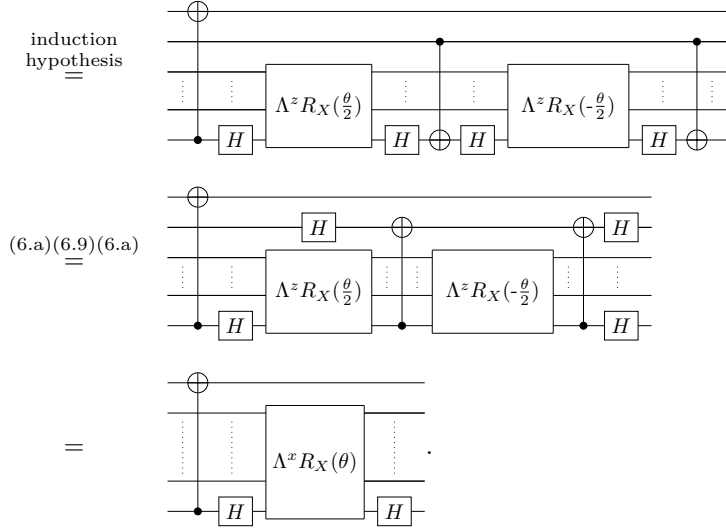 induction
hypothesis
=
H Λ^z R_X(θ/2) H H Λ^z R_X(-θ/2) H
(6.a)(6.9)(6.a)
=
H H
H Λ^z R_X(θ/2) Λ^z R_X(-θ/2) H
=
H Λ^x R_X(θ) H .